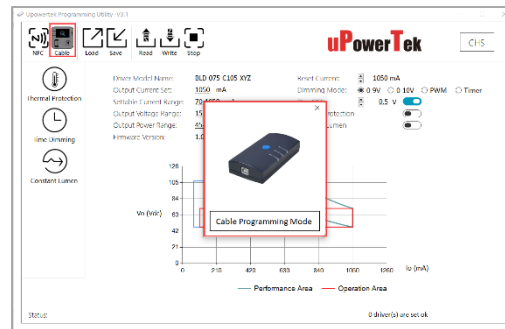 Upowertek Programming Utility - V3.1
NFC Cable Load Save Read Write Stop
uPowerTek
CHS
Thermal Protection
Time Dimming
Constant Lumen
Driver Model Name: BLD 075 C105 XYZ
Output Current Set: 1050 mA
Settable Current Range:
Output Voltage Range:
Output Power Range:
Firmware Version: 1.0
Reset Current: 1050 mA
Dimming Mode: 0 9V 0 10V PWM Timer
0.5 V
Cable Programming Mode
Vo (Vdc)
126
105
84
63
42
21
0
0 210 420 630 840 1050 1260 Io (mA)
Performance Area Operation Area
Status:
0 driver(s) are set ok